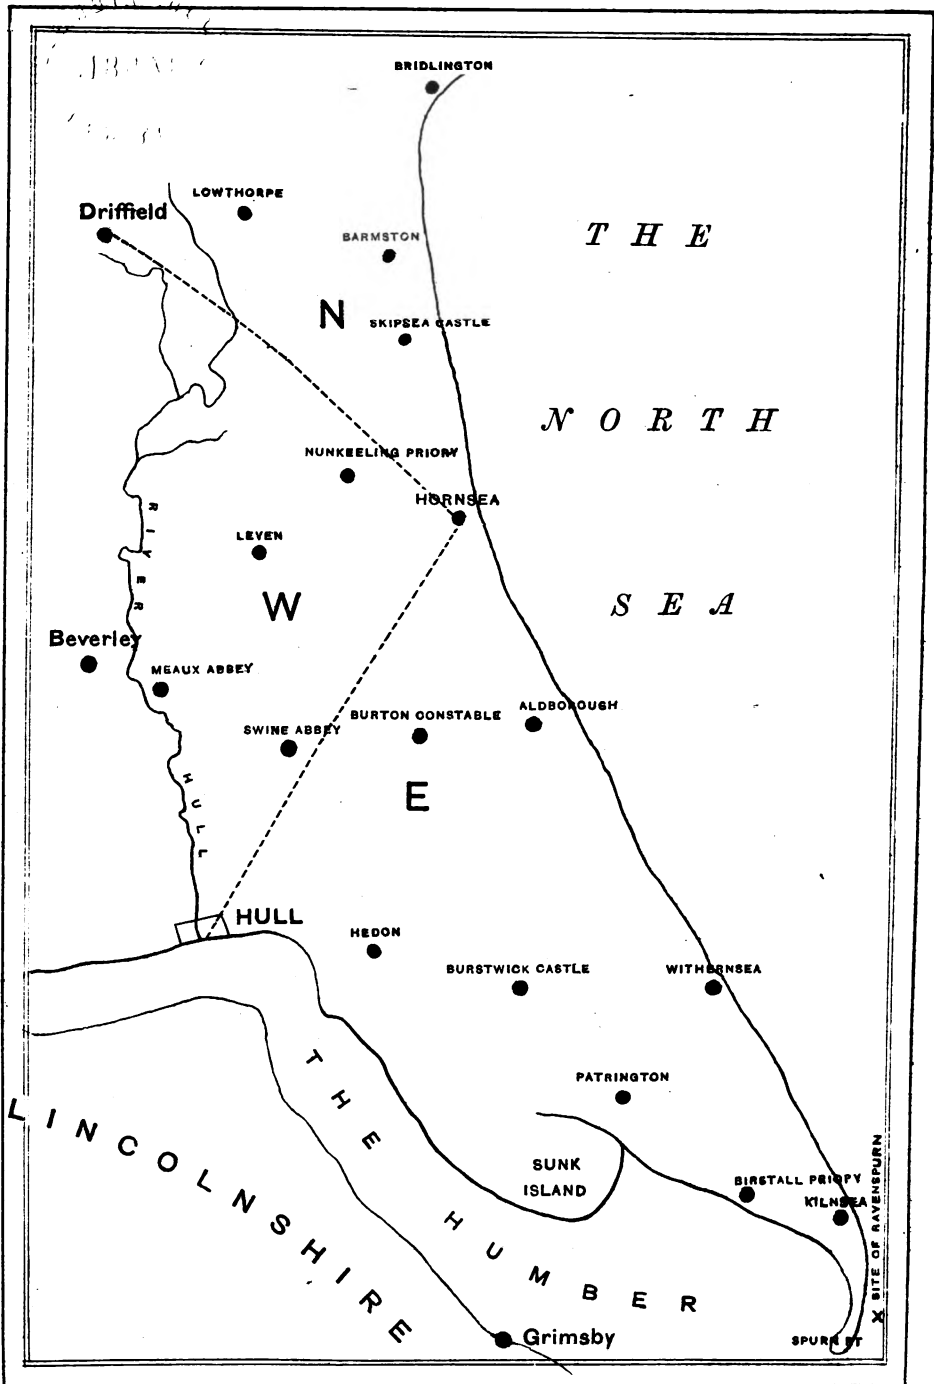 BRIDLINGTON
LOWTHORPE
Driffield
BARMSTON
THE
N
SKIPSEA CASTLE
NORTH
NUNKEELING PRIORY
HORNSEA
RIVER
LEVEN
W
SEA
Beverley
MEAUX ABBEY
ALDBOROUGH
BURTON CONSTABLE
SWINE ABBEY
HULL
E
HULL
HEDON
BURSTWICK CASTLE
WITHERNSEA
THE
PATRINGTON
LINCOLNSHIRE
SUNK
ISLAND
BIRSTALL PRIORY
KILNSEA
X SITE OF RAVENSPURN
HUMBER
Grimsby
SPURN PT